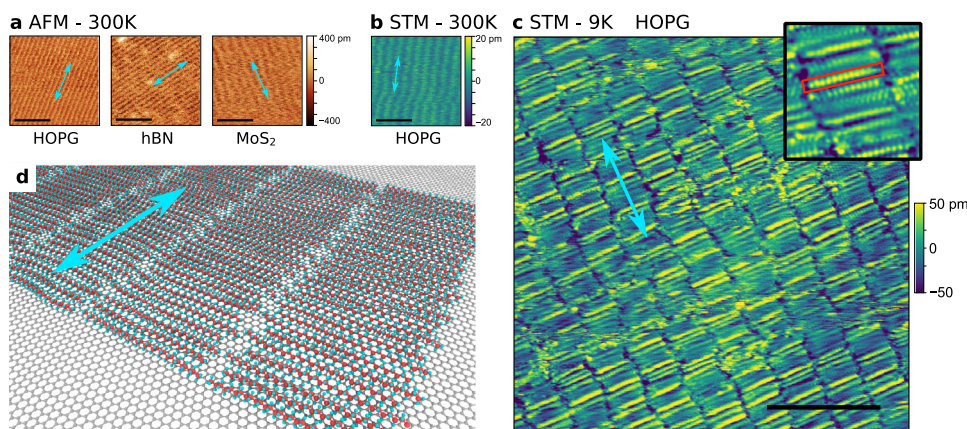 a AFM - 300K
400 pm
0
−400
HOPG
hBN
MoS₂
b STM - 300K
20 pm
0
−20
HOPG
c STM - 9K HOPG
50 pm
0
−50
d